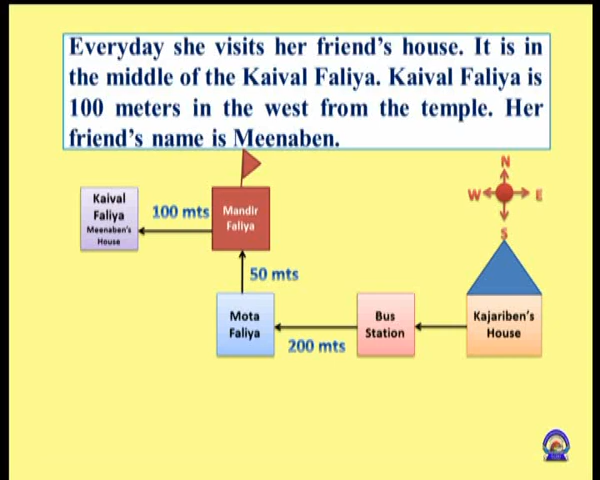 Everyday she visits her friend's house. It is in
the middle of the Kaival Faliya. Kaival Faliya is
100 meters in the west from the temple. Her
friend's name is Meenaben.
N
W E
S
Kaival
Faliya
Meenaben's
House
100 mts
Mandir
Faliya
50 mts
Mota
Faliya
200 mts
Bus
Station
Kajariben's
House